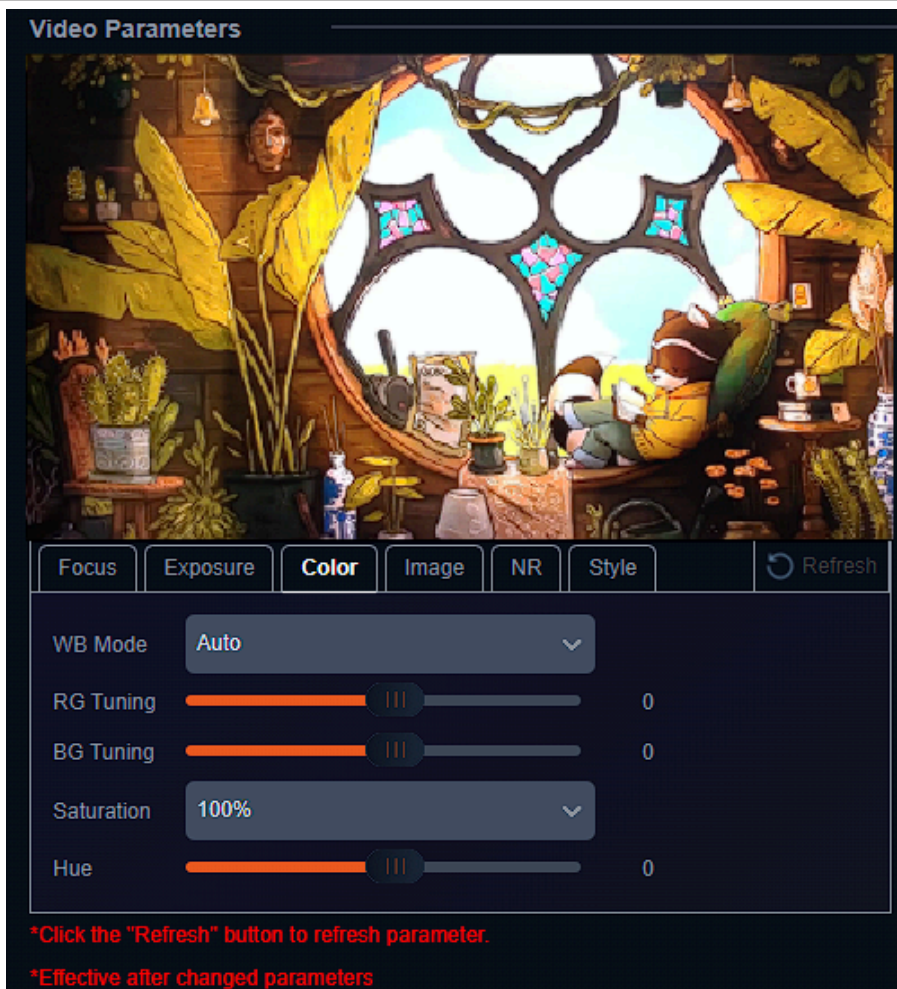 Video Parameters
Focus Exposure Color Image NR Style Refresh
WB Mode Auto
RG Tuning 0
BG Tuning 0
Saturation 100%
Hue 0
*Click the "Refresh" button to refresh parameter.
*Effective after changed parameters